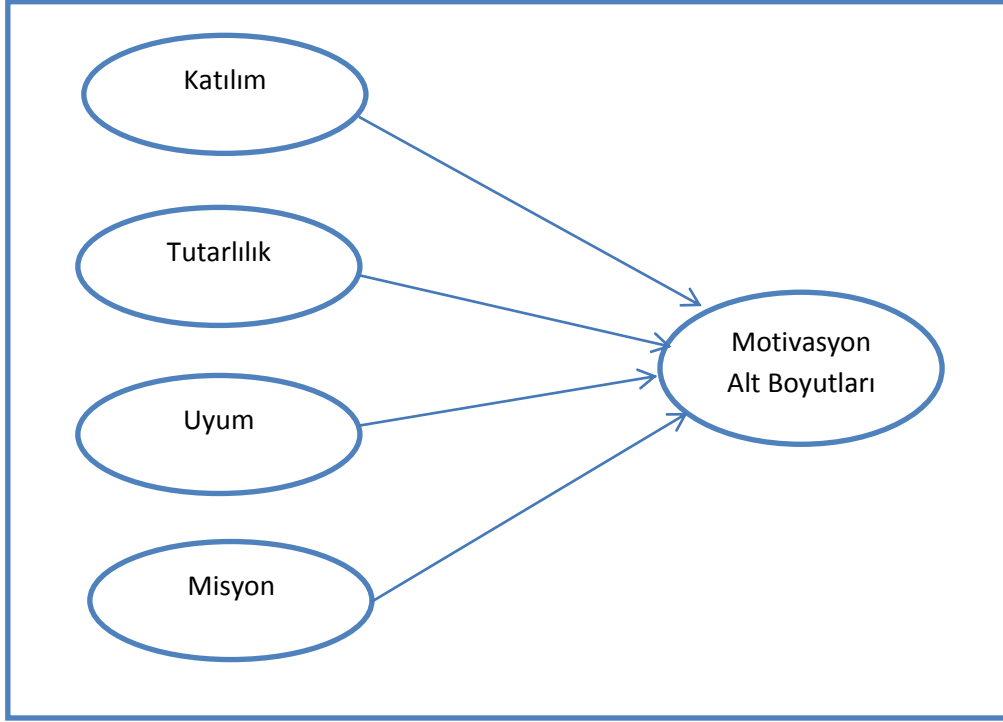 Katılım
Tutarlılık
Uyum
Misyon
Motivasyon
Alt Boyutları